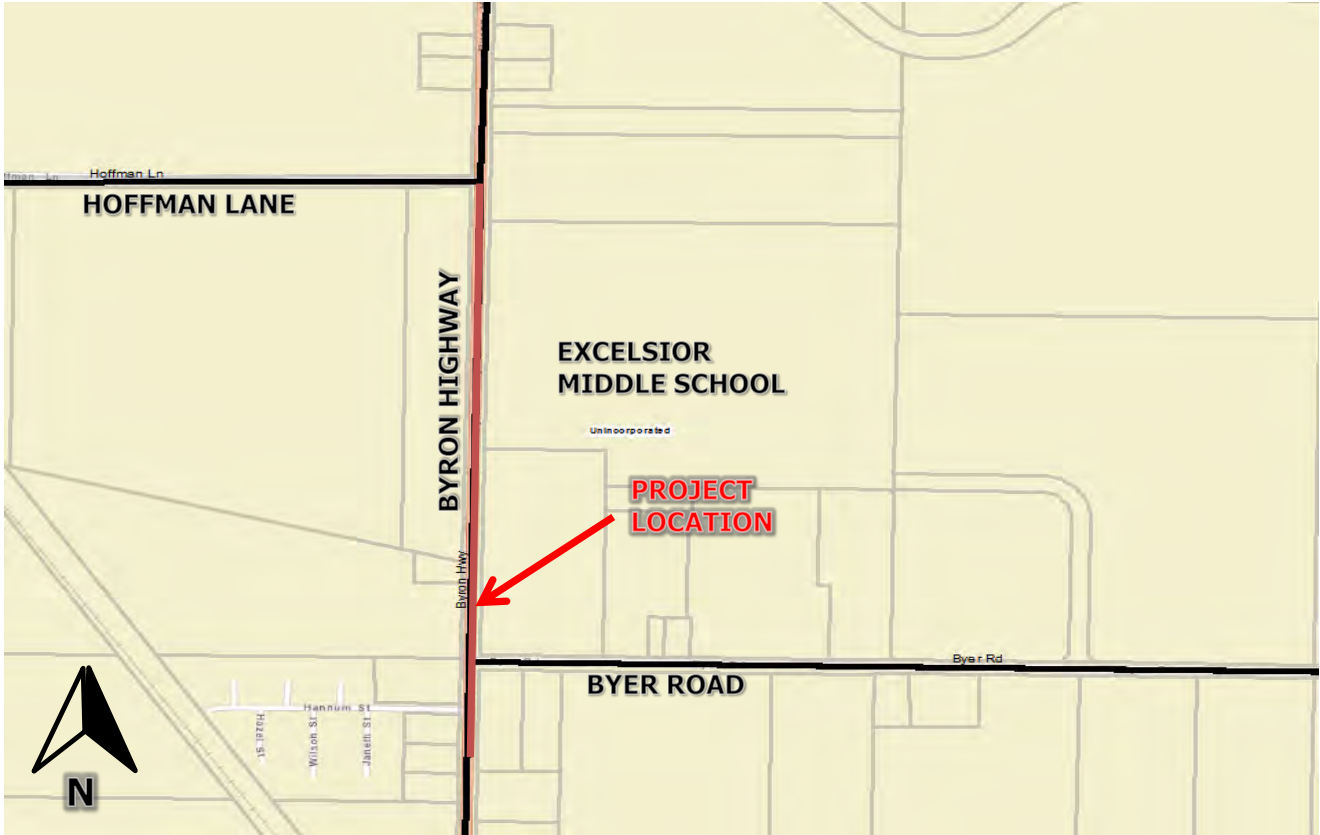 Hoffman Ln
HOFFMAN LANE
BYRON HIGHWAY
EXCELSIOR
MIDDLE SCHOOL
Unincorporated
PROJECT
LOCATION
Byron Hwy
Byer Rd
BYER ROAD
Hannum St
Hazel St
Wilson St
Janeth St
N